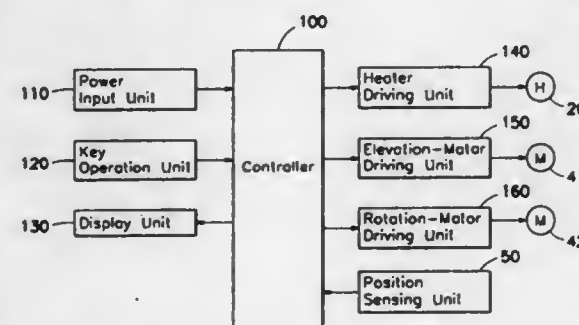 100
110
Power
Input Unit
120
Key
Operation Unit
130
Display Unit
Controller
140
Heater
Driving Unit
H
150
Elevation-Motor
Driving Unit
M
160
Rotation-Motor
Driving Unit
M
42
50
Position
Sensing Unit